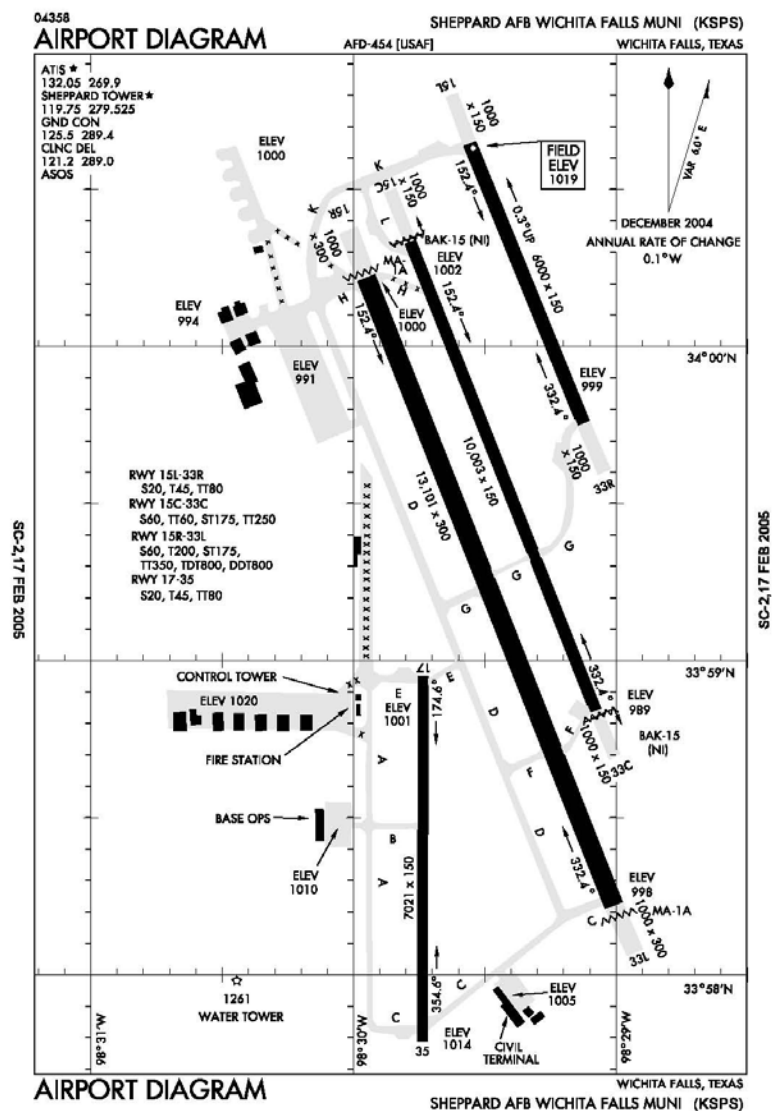 04358
AIRPORT DIAGRAM
AFD-454 [USAF]
SHEPPARD AFB WICHITA FALLS MUNI (KSPS)
WICHITA FALLS, TEXAS
ATIS ★
132.05 269.9
SHEPPARD TOWER ★
119.75 279.525
GND CON
125.5 289.4
CLNC DEL
121.2 289.0
ASOS
ELEV
1000
15L
1000
x 150
FIELD
ELEV
1019
VAR 6.0° E
DECEMBER 2004
ANNUAL RATE OF CHANGE
0.1°W
K
15C
1000
x 150
152.4°
0.3°UP
6000 x 150
K
15R
1000
x 300
L
BAK-15 (NI)
ELEV
1002
MA-
1A
H
H
ELEV
1000
152.4°
152.4°
ELEV
994
ELEV
991
34°00'N
ELEV
999
332.4°
1000
x 150
33R
RWY 15L-33R
S20, T45, TT80
RWY 15C-33C
S60, TT60, ST175, TT250
RWY 15R-33L
S60, T200, ST175,
TT350, TDT800, DDT800
RWY 17-35
S20, T45, TT80
10,003 x 150
13,101 x 300
D
G
G
G
SC-2,17 FEB 2005
SC-2,17 FEB 2005
33°59'N
CONTROL TOWER
ELEV 1020
FIRE STATION
E
ELEV
1001
17
174.6°
E
D
332.4°
ELEV
989
BAK-15
(NI)
F
1000 x 150
33C
A
F
BASE OPS
B
D
ELEV
1010
A
7021 x 150
332.4°
ELEV
998
C
MA-1A
1000 x 300
33L
33°58'N
1261
WATER TOWER
354.6°
C
C
ELEV
1005
ELEV
1014
35
CIVIL
TERMINAL
98°31'W
98°30'W
98°29'W
AIRPORT DIAGRAM
WICHITA FALLS, TEXAS
SHEPPARD AFB WICHITA FALLS MUNI (KSPS)